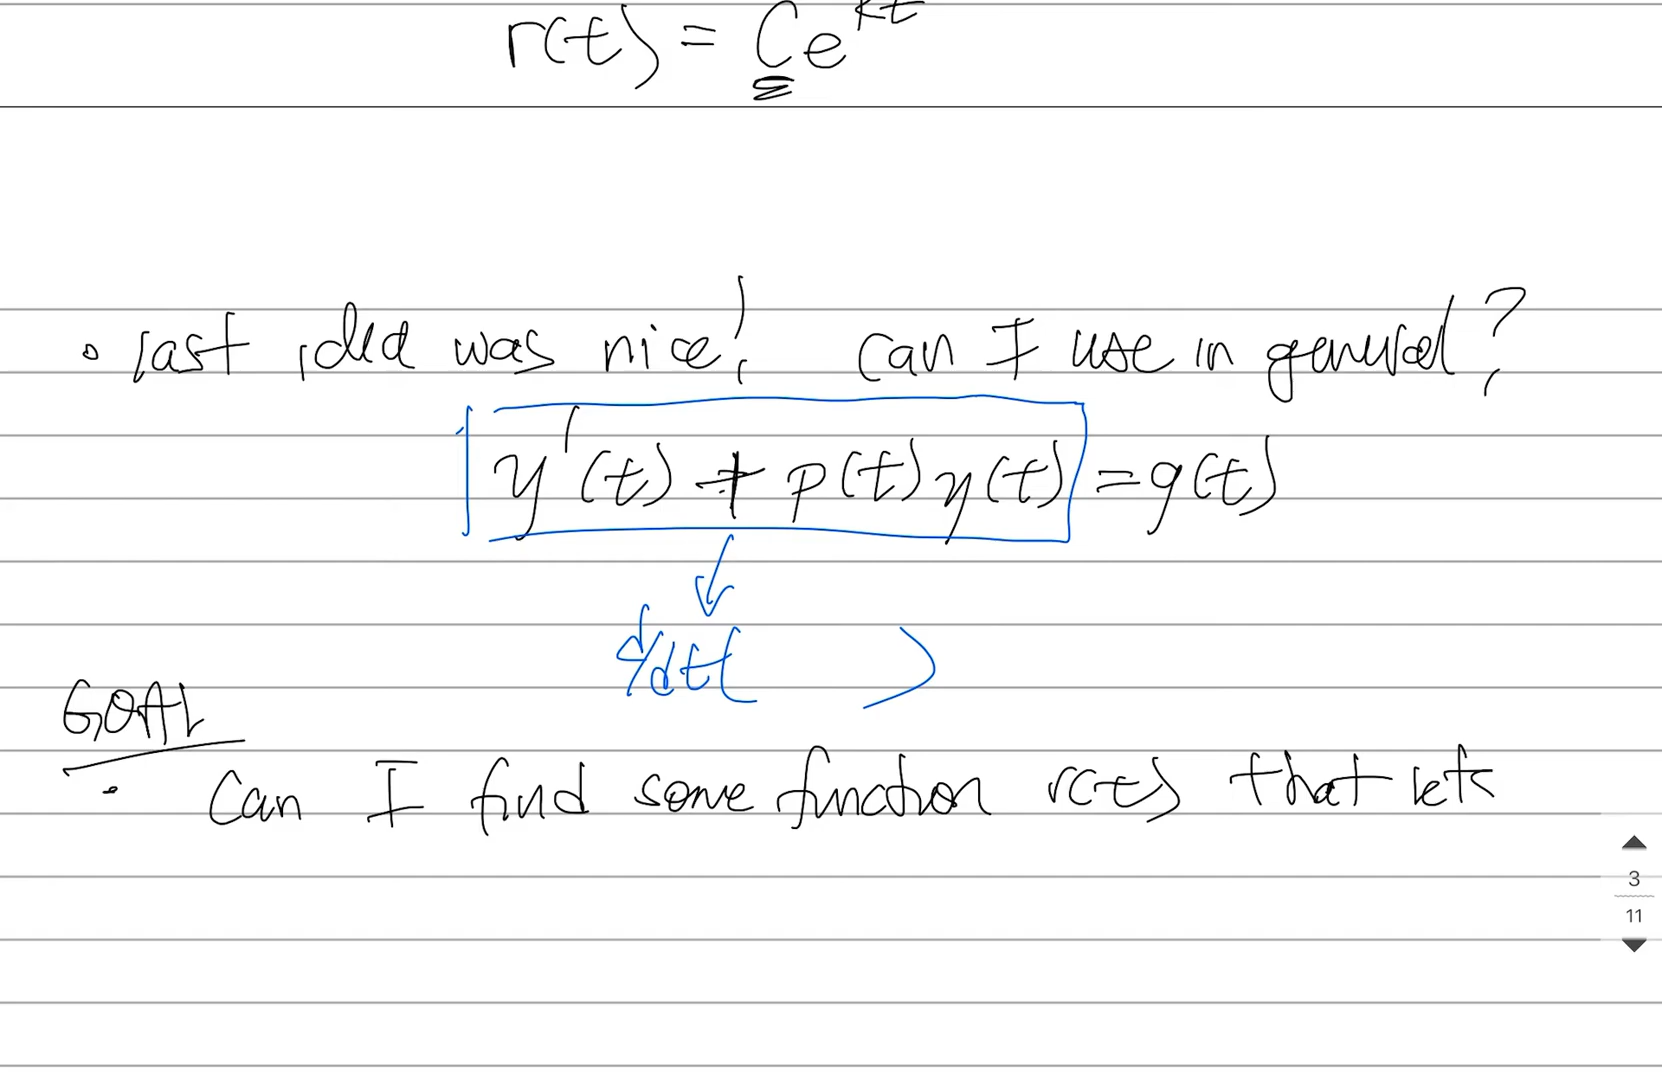 r(t) = Ce^kt
• last idea was nice! can I use in general?
y'(t) + p(t)y(t) = g(t)
d/dt( )
GOAL
• Can I find some function r(t) that lets
3
11